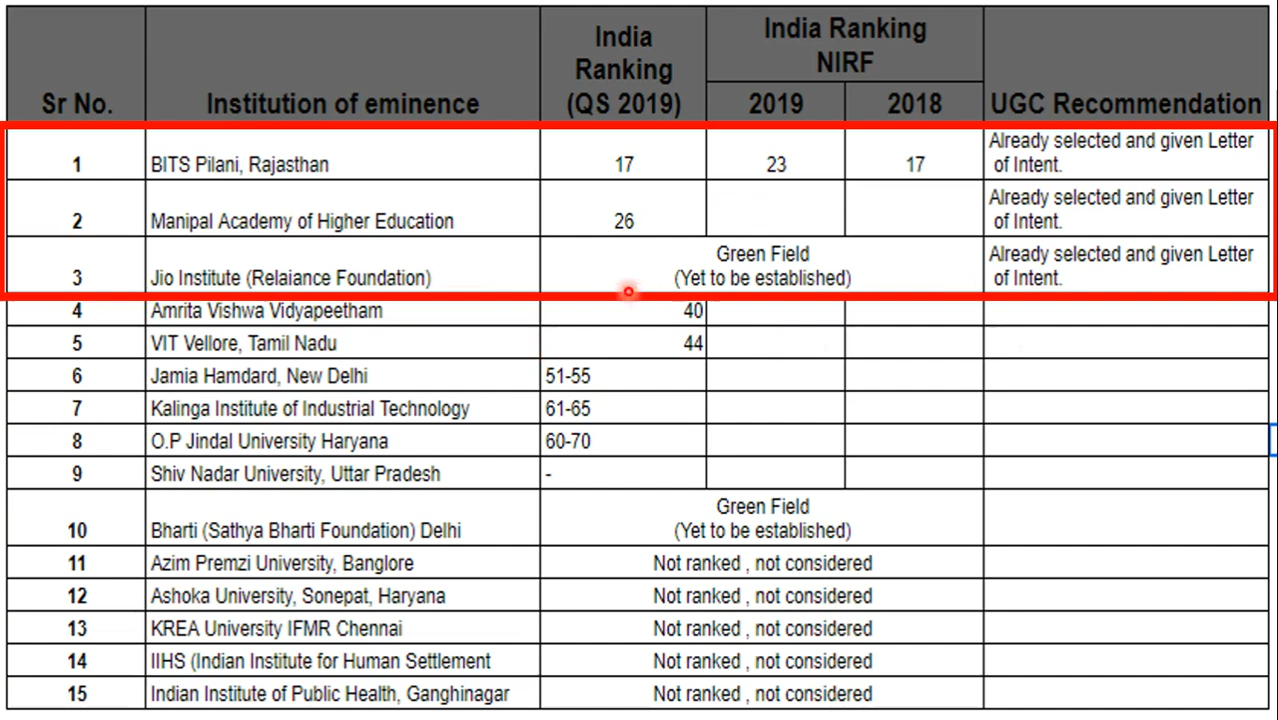 Sr No. Institution of eminence India Ranking (QS 2019) India Ranking NIRF UGC Recommendation
2019 2018
1 BITS Pilani, Rajasthan 17 23 17 Already selected and given Letter of Intent.
2 Manipal Academy of Higher Education 26 Already selected and given Letter of Intent.
3 Jio Institute (Relaiance Foundation) Green Field (Yet to be established) Already selected and given Letter of Intent.
4 Amrita Vishwa Vidyapeetham 40
5 VIT Vellore, Tamil Nadu 44
6 Jamia Hamdard, New Delhi 51-55
7 Kalinga Institute of Industrial Technology 61-65
8 O.P Jindal University Haryana 60-70
9 Shiv Nadar University, Uttar Pradesh -
10 Bharti (Sathya Bharti Foundation) Delhi Green Field (Yet to be established)
11 Azim Premzi University, Banglore Not ranked , not considered
12 Ashoka University, Sonepat, Haryana Not ranked , not considered
13 KREA University IFMR Chennai Not ranked , not considered
14 IIHS (Indian Institute for Human Settlement Not ranked , not considered
15 Indian Institute of Public Health, Ganghinagar Not ranked , not considered